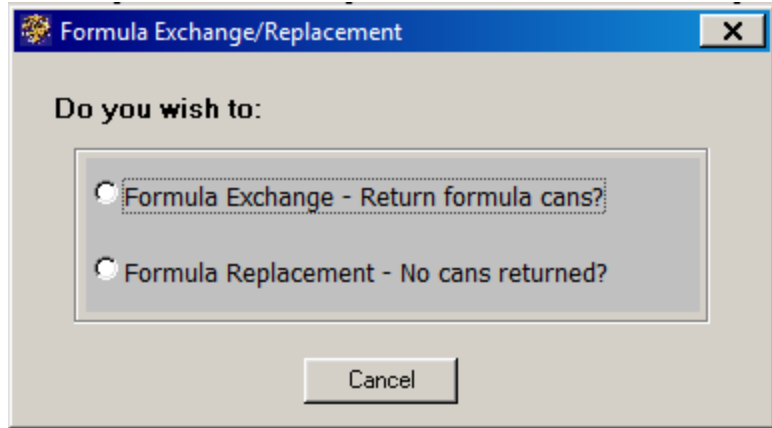 Formula Exchange/Replacement
Do you wish to:
Formula Exchange - Return formula cans?
Formula Replacement - No cans returned?
Cancel